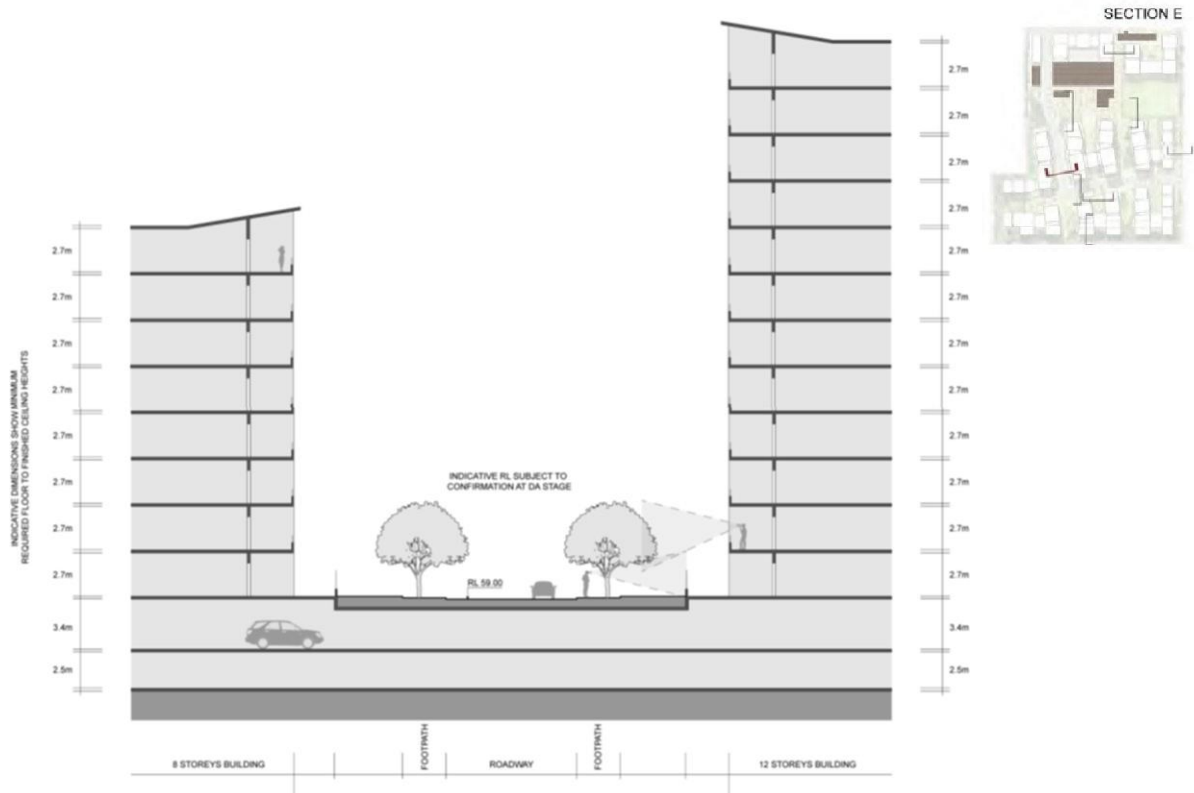 SECTION E
2.7m
2.7m
2.7m
2.7m
2.7m
2.7m
2.7m
2.7m
3.4m
2.5m
INDICATIVE DIMENSIONS SHOW MINIMUM
REQUIRED FLOOR TO FINISHED CEILING HEIGHTS
INDICATIVE RL SUBJECT TO
CONFIRMATION AT DA STAGE
RL 59.00
2.7m
2.7m
2.7m
2.7m
2.7m
2.7m
2.7m
2.7m
2.7m
2.7m
2.7m
2.7m
3.4m
2.5m
8 STOREYS BUILDING
FOOTPATH
ROADWAY
FOOTPATH
12 STOREYS BUILDING